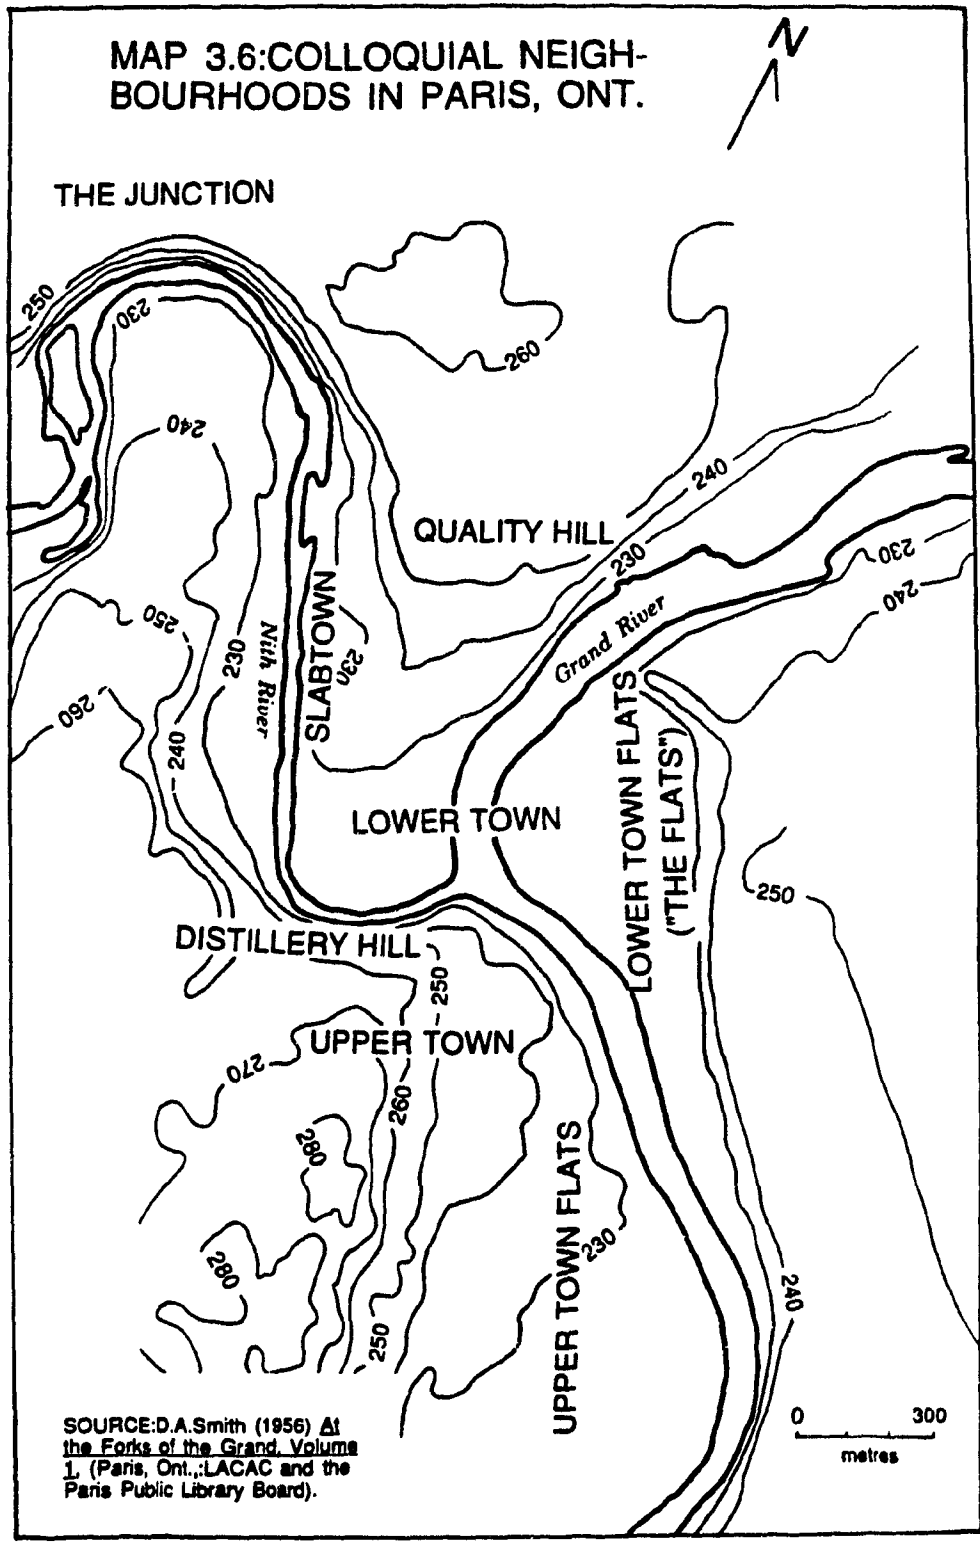 MAP 3.6:COLLOQUIAL NEIGH-
BOURHOODS IN PARIS, ONT.
N
THE JUNCTION
250
230
260
240
240
QUALITY HILL
230
230
240
Grand River
250
SLABTOWN
230
Nith River
230
260
240
LOWER TOWN FLATS
("THE FLATS")
LOWER TOWN
250
DISTILLERY HILL
250
UPPER TOWN
270
260
280
UPPER TOWN FLATS
230
280
240
250
SOURCE:D.A.Smith (1956) At
the Forks of the Grand, Volume
1, (Paris, Ont.,:LACAC and the
Paris Public Library Board).
0 300
metres